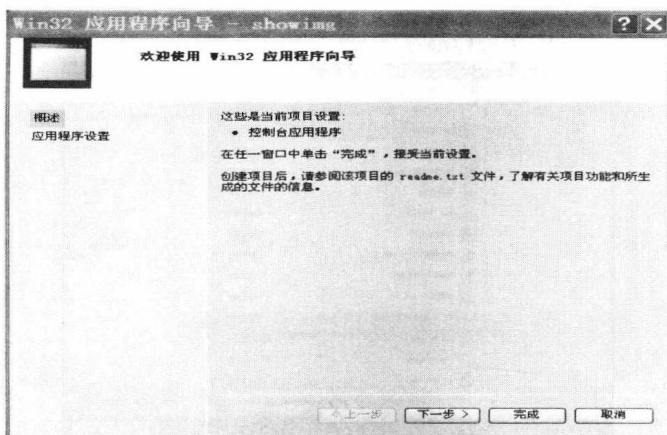 Win32 应用程序向导 - showimg
欢迎使用 Win32 应用程序向导
概述
应用程序设置
这些是当前项目设置:
• 控制台应用程序
在任一窗口中单击“完成”,接受当前设置。
创建项目后,请参阅该项目的 readme.txt 文件,了解有关项目功能和所生
成的文件的信息。
< 上一步
下一步 >
完成
取消